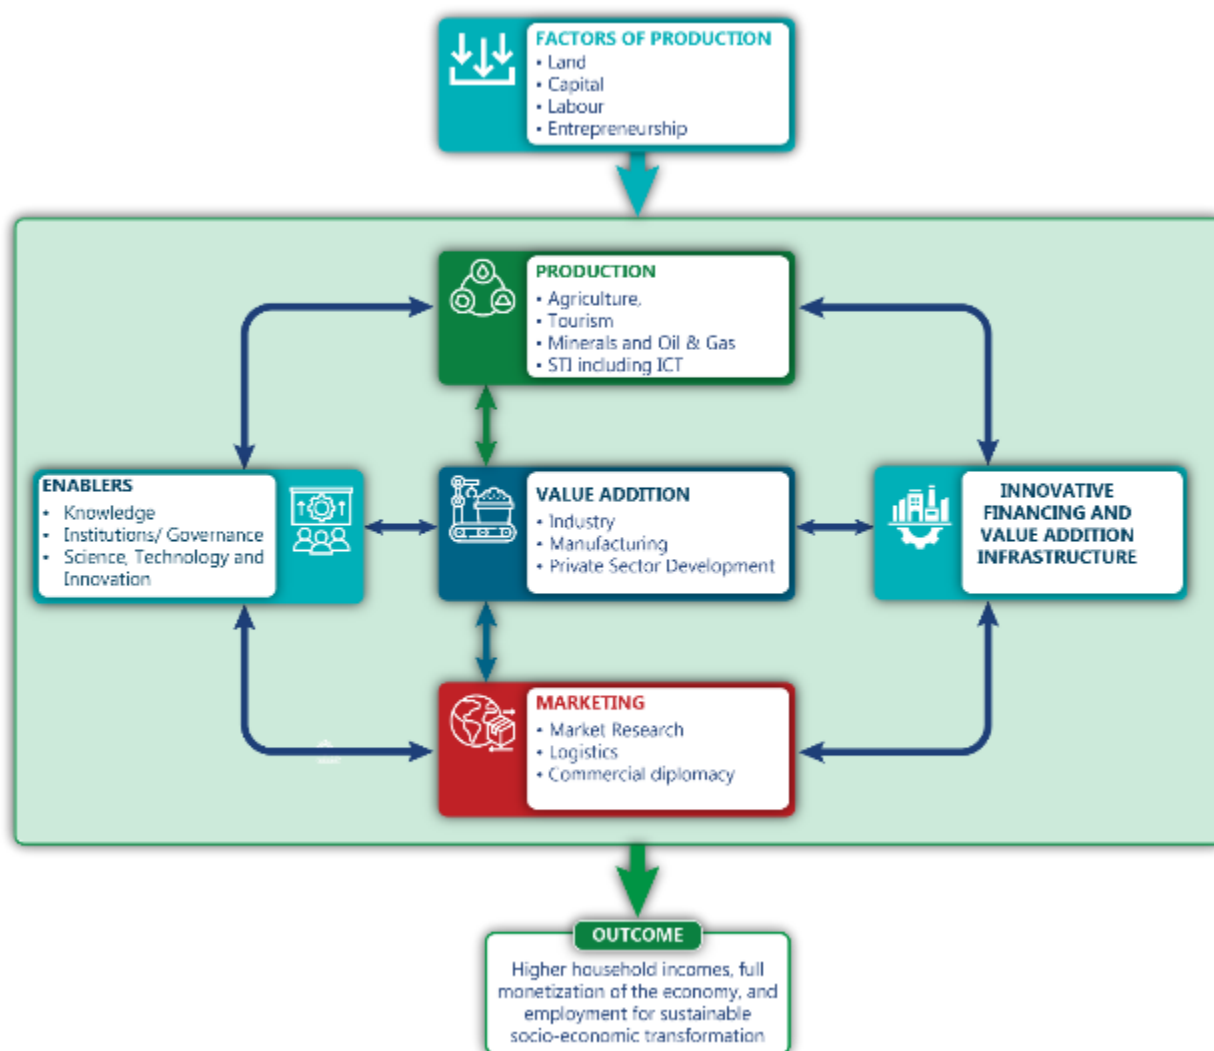 FACTORS OF PRODUCTION
• Land
• Capital
• Labour
• Entrepreneurship
PRODUCTION
• Agriculture,
• Tourism
• Minerals and Oil & Gas
• STI including ICT
ENABLERS
• Knowledge
• Institutions/ Governance
• Science, Technology and
Innovation
VALUE ADDITION
• Industry
• Manufacturing
• Private Sector Development
INNOVATIVE
FINANCING AND
VALUE ADDITION
INFRASTRUCTURE
MARKETING
• Market Research
• Logistics
• Commercial diplomacy
OUTCOME
Higher household incomes, full
monetization of the economy, and
employment for sustainable
socio-economic transformation